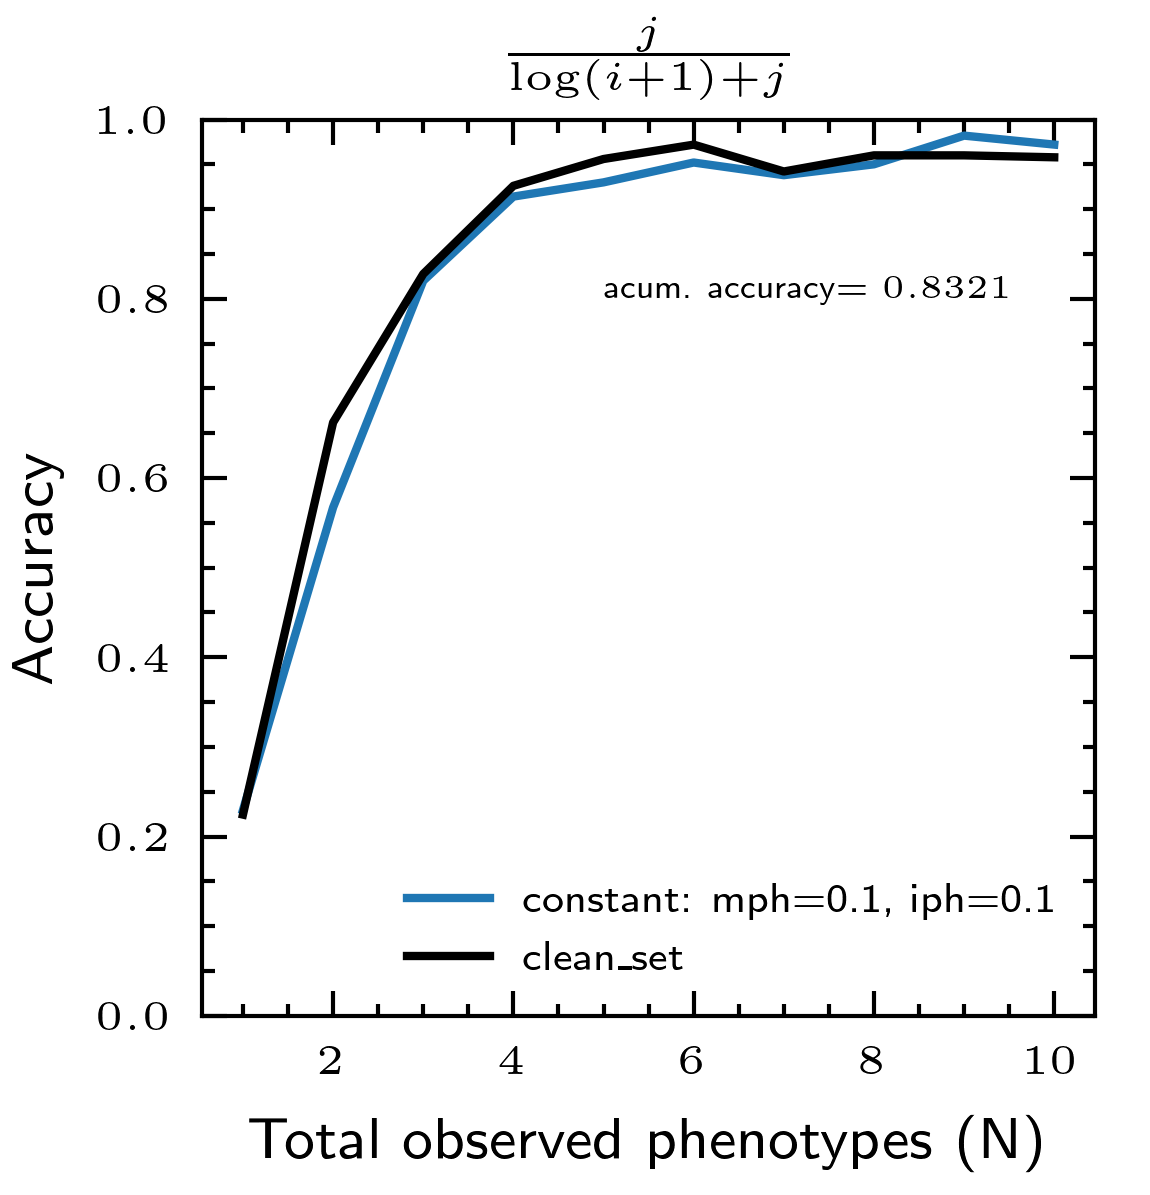 j
log(i+1)+j
1.0
0.8
0.6
0.4
0.2
0.0
Accuracy
acum. accuracy= 0.8321
constant: mph=0.1, iph=0.1
clean_set
2 4 6 8 10
Total observed phenotypes (N)